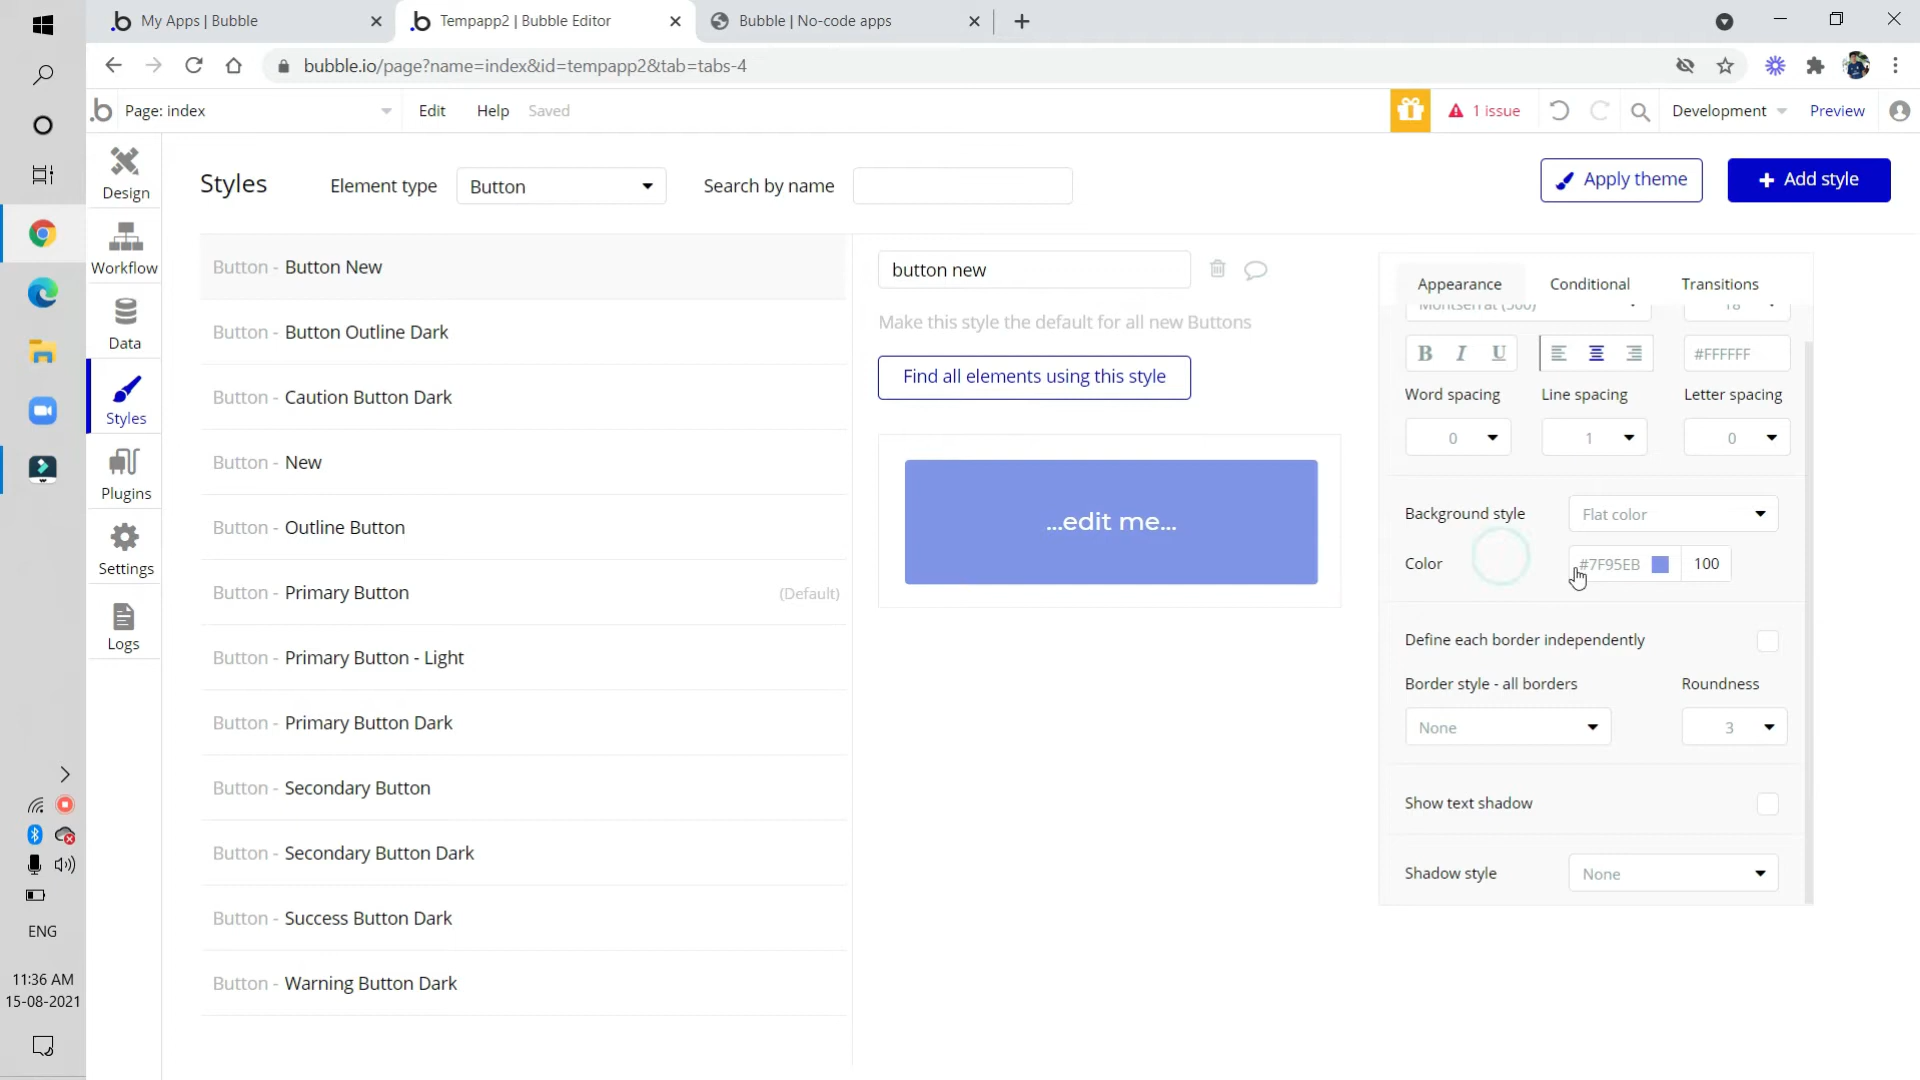 My Apps | Bubble
Tempapp2 | Bubble Editor
Bubble | No-code apps
bubble.io/page?name=index&id=tempapp2&tab=tabs-4
Page: index
Edit
Help
Saved
1 issue
Development
Preview
Design
Workflow
Data
Styles
Plugins
Settings
Logs
Styles
Element type
Button
Search by name
Apply theme
+ Add style
Button - Button New
Button - Button Outline Dark
Button - Caution Button Dark
Button - New
Button - Outline Button
Button - Primary Button (Default)
Button - Primary Button - Light
Button - Primary Button Dark
Button - Secondary Button
Button - Secondary Button Dark
Button - Success Button Dark
Button - Warning Button Dark
button new
Make this style the default for all new Buttons
Find all elements using this style
...edit me...
Appearance
Conditional
Transitions
Montserrat (500)
18
B I U
#FFFFFF
Word spacing
Line spacing
Letter spacing
0
1
0
Background style
Flat color
Color
#7F95EB
100
Define each border independently
Border style - all borders
Roundness
None
3
Show text shadow
Shadow style
None
ENG
11:36 AM
15-08-2021